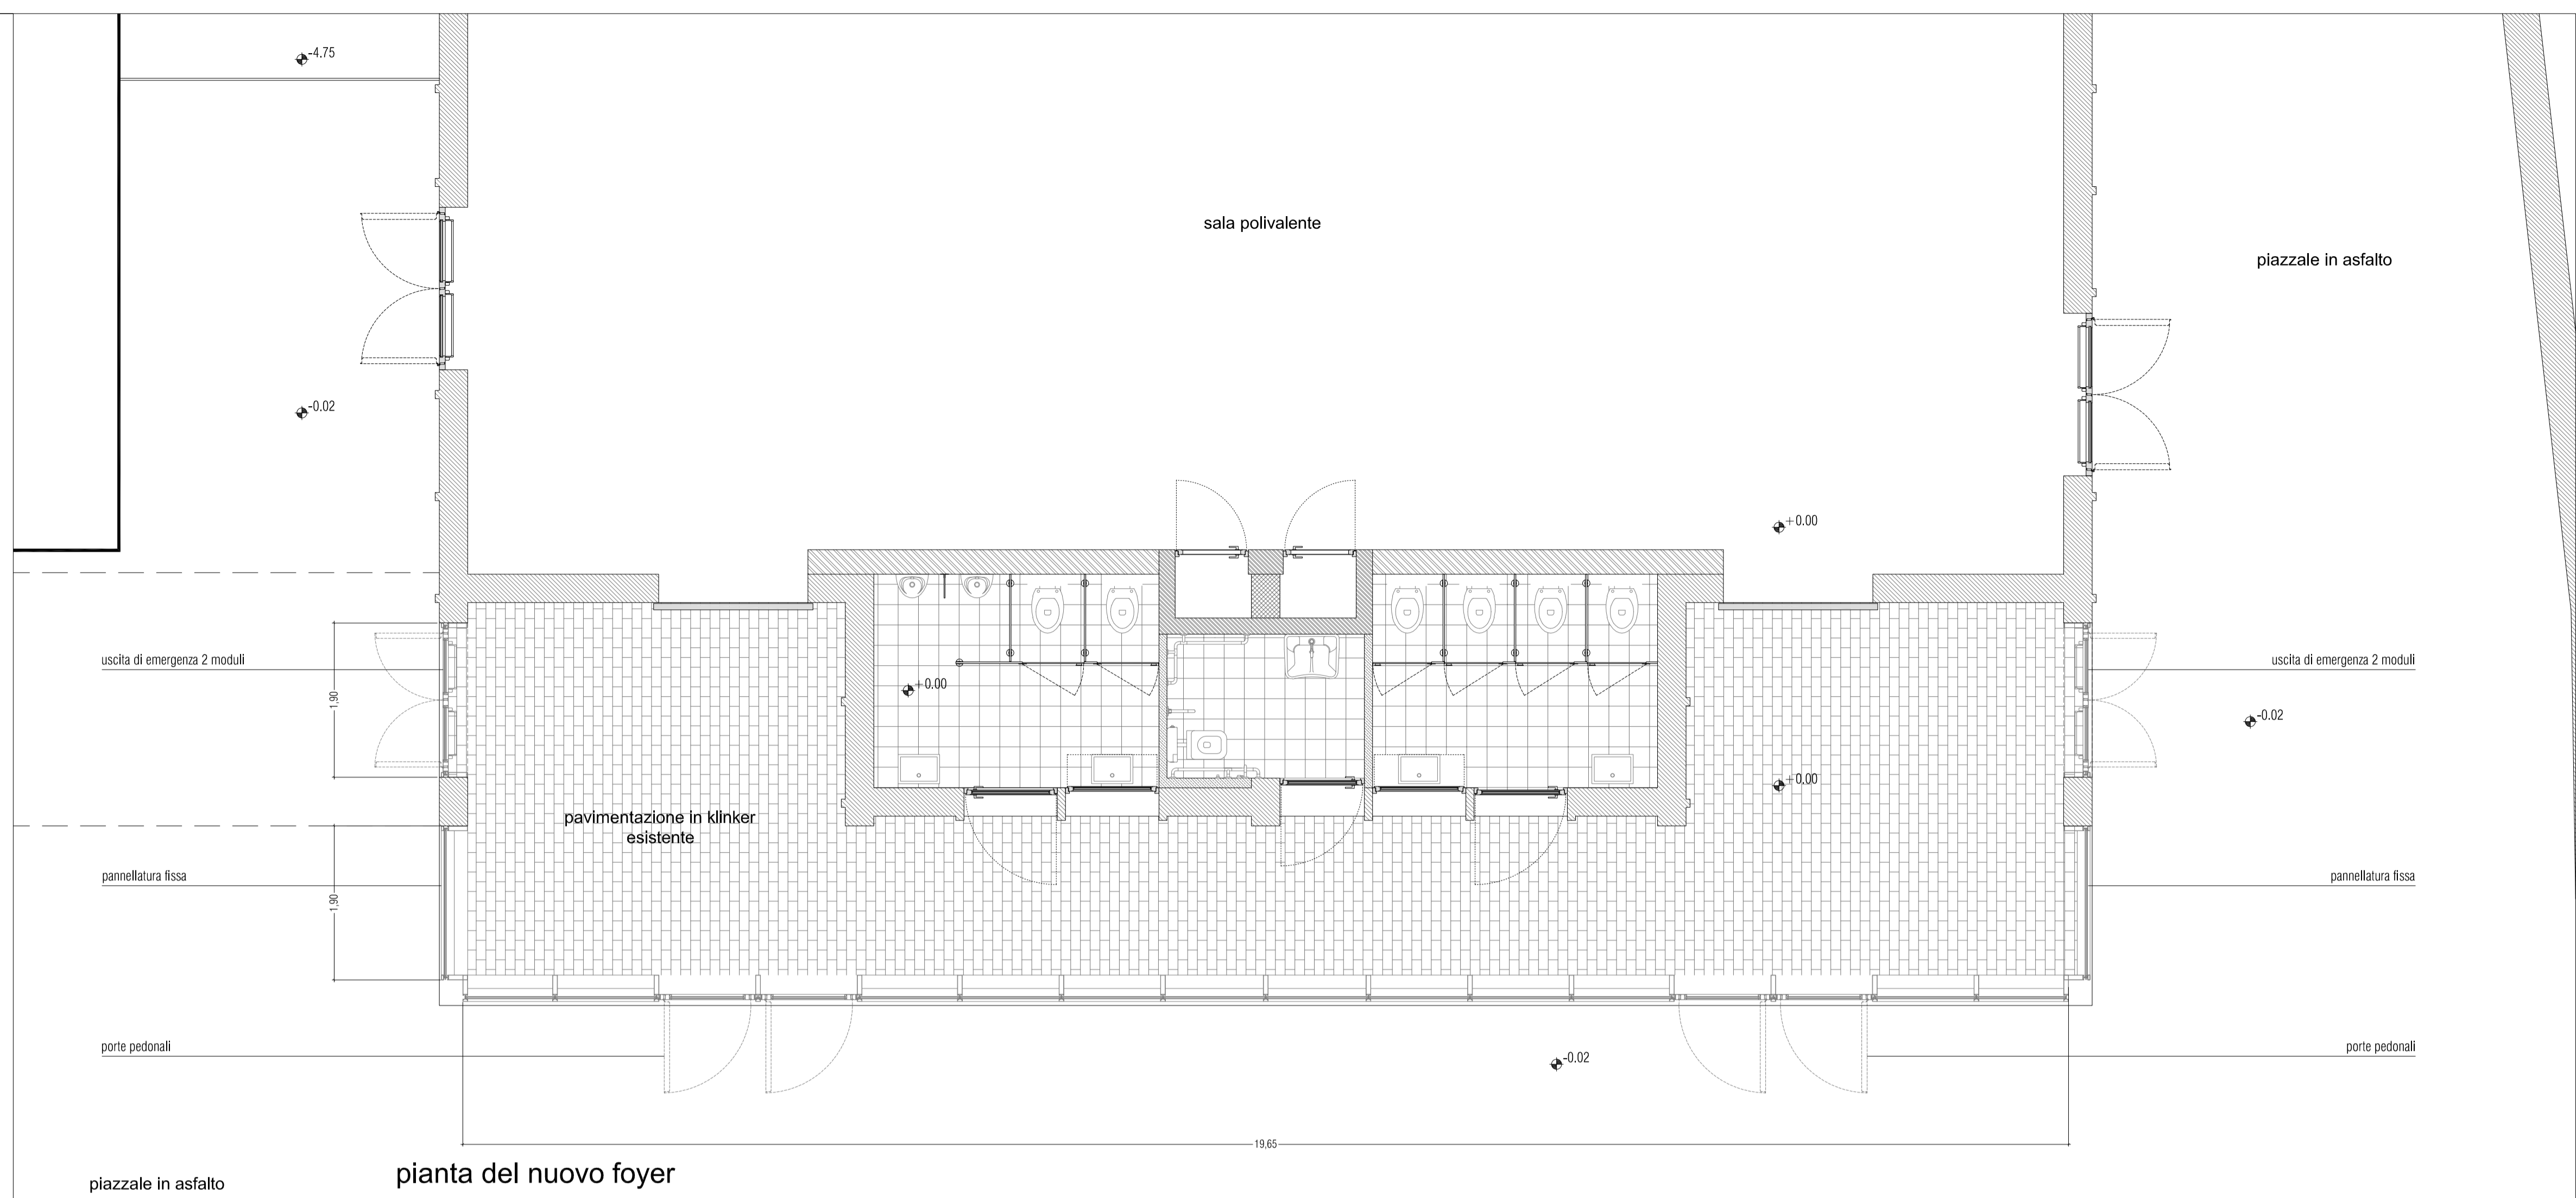 -4.75
sala polivalente
piazzale in asfalto
-0.02
+0.00
uscita di emergenza 2 moduli
uscita di emergenza 2 moduli
+0.00
1,90
-0.02
+0.00
pavimentazione in klinker
esistente
pannellatura fissa
pannellatura fissa
1,90
porte pedonali
porte pedonali
-0.02
19,65
pianta del nuovo foyer
piazzale in asfalto